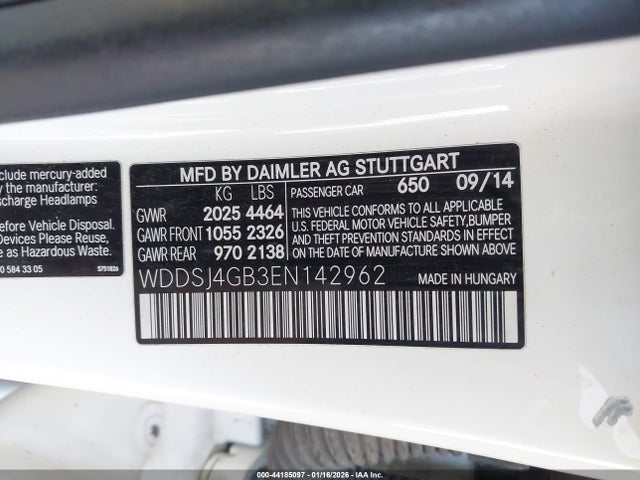 nclude mercury-added
scharge Headlamps
efore Vehicle Disposal.
Devices Please Reuse,
as Hazardous Waste.
0 584 33 05
5751826
MFD BY DAIMLER AG STUTTGART
KG LBS
PASSENGER CAR 650 09/14
GVWR 2025 4464
GAWR FRONT 1055 2326
GAWR REAR 970 2138
THIS VEHICLE CONFORMS TO ALL APPLICABLE
U.S. FEDERAL MOTOR VEHICLE SAFETY, BUMPER
AND THEFT PREVENTION STANDARDS IN EFFECT
ON THE DATE OF MANUFACTURE SHOWN ABOVE.
WDDSJ4GB3EN142962
MADE IN HUNGARY
000-44185097 - 01/16/2026 - IAA Inc.